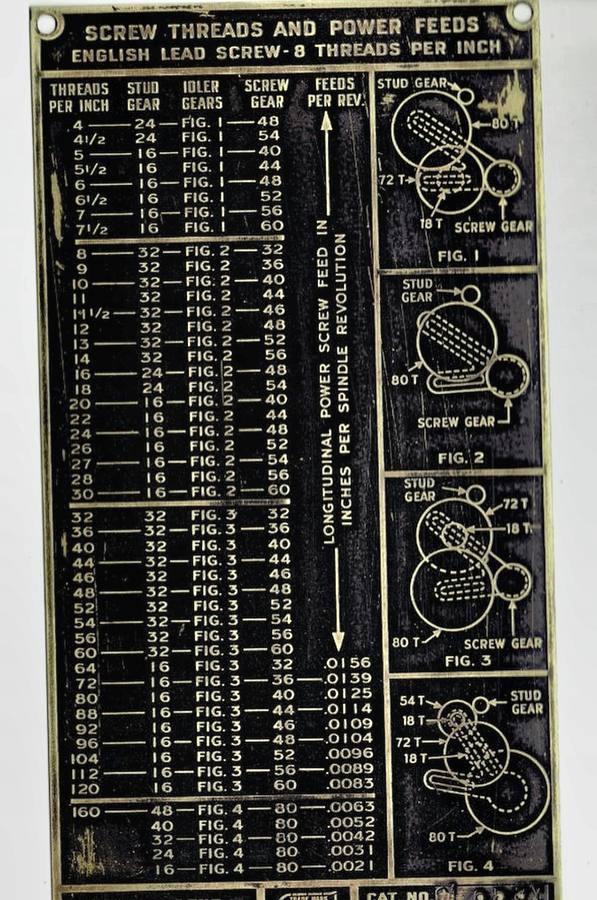 SCREW THREADS AND POWER FEEDS
ENGLISH LEAD SCREW - 8 THREADS PER INCH
THREADS PER INCH STUD GEAR IDLER GEARS SCREW GEAR FEEDS PER REV.
4 24 FIG. 1 48
4 1/2 24 FIG. 1 54
5 16 FIG. 1 40
5 1/2 16 FIG. 1 44
6 16 FIG. 1 48
6 1/2 16 FIG. 1 52
7 16 FIG. 1 56
7 1/2 16 FIG. 1 60
8 32 FIG. 2 32
9 32 FIG. 2 36
10 32 FIG. 2 40
11 32 FIG. 2 44
11 1/2 32 FIG. 2 46
12 32 FIG. 2 48
13 32 FIG. 2 52
14 32 FIG. 2 56
16 24 FIG. 2 48
18 24 FIG. 2 54
20 16 FIG. 2 40
22 16 FIG. 2 44
24 16 FIG. 2 48
26 16 FIG. 2 52
27 16 FIG. 2 54
28 16 FIG. 2 56
30 16 FIG. 2 60
32 32 FIG. 3 32
36 32 FIG. 3 36
40 32 FIG. 3 40
44 32 FIG. 3 44
46 32 FIG. 3 46
48 32 FIG. 3 48
52 32 FIG. 3 52
54 32 FIG. 3 54
56 32 FIG. 3 56
60 32 FIG. 3 60
64 16 FIG. 3 32 .0156
72 16 FIG. 3 36 .0139
80 16 FIG. 3 40 .0125
88 16 FIG. 3 44 .0114
92 16 FIG. 3 46 .0109
96 16 FIG. 3 48 .0104
104 16 FIG. 3 52 .0096
112 16 FIG. 3 56 .0089
120 16 FIG. 3 60 .0083
160 48 FIG. 4 80 .0063
40 FIG. 4 80 .0052
32 FIG. 4 80 .0042
24 FIG. 4 80 .0031
16 FIG. 4 80 .0021
LONGITUDINAL POWER SCREW FEED IN
INCHES PER SPINDLE REVOLUTION
STUD GEAR
80 T
72 T
18 T
SCREW GEAR
FIG. 1
STUD
GEAR
80 T
SCREW GEAR
FIG. 2
STUD
GEAR
72 T
18 T
80 T
SCREW GEAR
FIG. 3
54 T
STUD
GEAR
18 T
72 T
18 T
80 T
FIG. 4
TRADE MARK
CAT. NO.